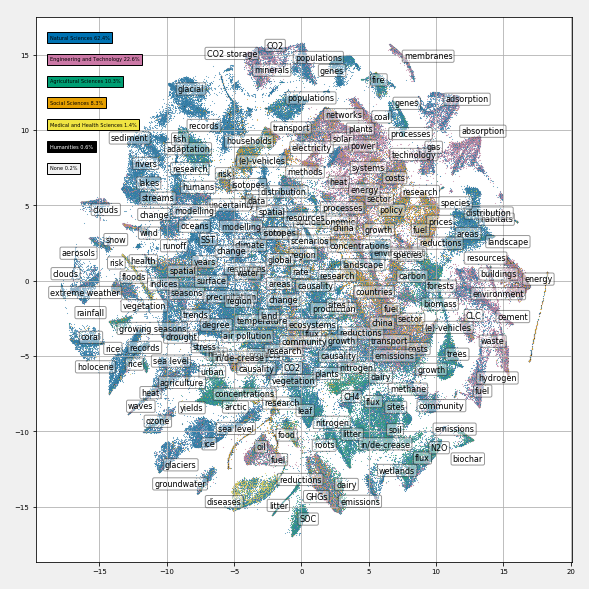 Natural Sciences 62.4%
Engineering and Technology 22.6%
Agricultural Sciences 10.3%
Social Sciences 8.3%
Medical and Health Sciences 1.4%
Humanities 0.6%
None 0.2%
CO2
CO2 storage
populations
membranes
minerals
genes
fire
glacial
populations
genes
adsorption
networks
coal
records
transport
plants
processes
absorption
sediment
fish
households
solar
adaptation
electricity
power
gas
(e)-vehicles
technology
rivers
research
risk
methods
systems
costs
lakes
humans
isotopes
heat
energy
research
streams
distribution
sector
species
clouds
modelling
data
processes
policy
distribution
change
spatial
resources
prices
wind
oceans
modelling
isotopes
china
growth
fuel
areas
snow
SST
scenarios
reductions
landscape
runoff
climate
concentrations
aerosols
change
region
species
resources
risk
health
years
global
landscape
clouds
floods
spatial
water
rate
research
carbon
buildings
energy
indices
surface
areas
causality
forests
extreme weather
seasons
region
change
countries
environment
vegetation
sites
biomass
rainfall
trends
land
fuel
CLC
cement
growing seasons
degree
temperature
ecosystems
china
sector
(e)-vehicles
coral
drought
air pollution
flux
reductions
waste
rice
records
stress
community
growth
transport
costs
holocene
rice
sea level
in/de-crease
research
causality
emissions
trees
urban
causality
CO2
plants
nitrogen
growth
hydrogen
agriculture
vegetation
dairy
methane
fuel
heat
concentrations
CH4
waves
yields
arctic
research
leaf
flux
sites
community
ozone
sea level
nitrogen
emissions
food
litter
soil
ice
oil
roots
in/de-crease
N2O
glaciers
fuel
flux
biochar
wetlands
groundwater
reductions
dairy
diseases
GHGs
litter
emissions
SOC
15
10
5
0
−5
−10
−15
−15
−10
−5
0
5
10
15
20